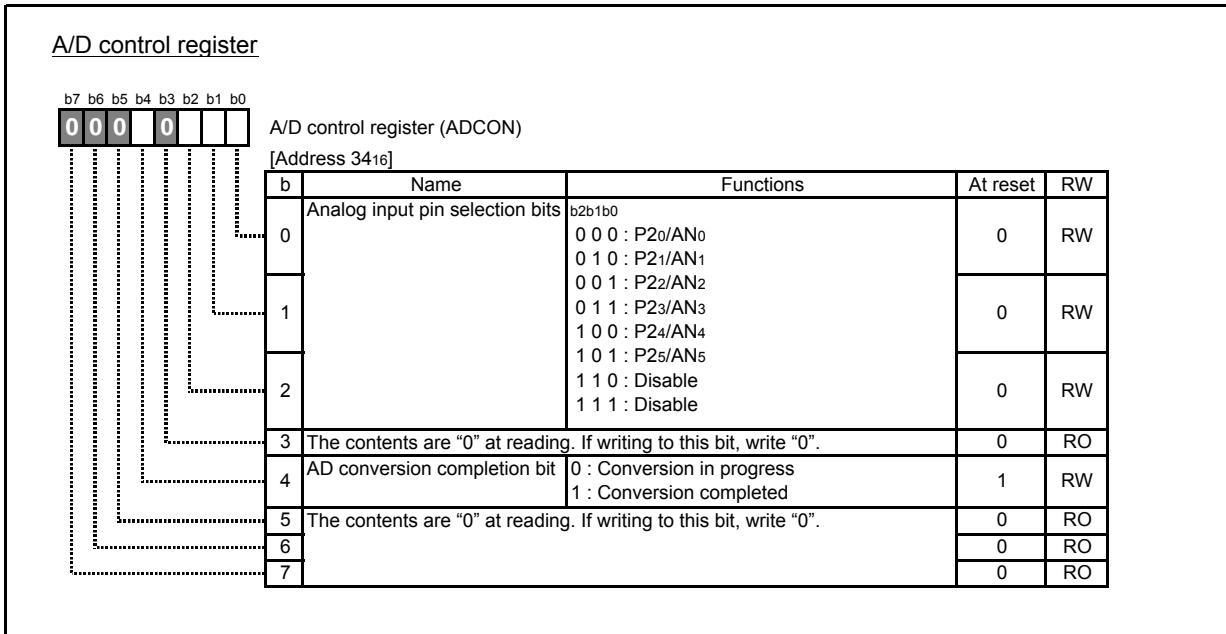 A/D control register
b7 b6 b5 b4 b3 b2 b1 b0
0 0 0 0
A/D control register (ADCON)
[Address 3416]
b Name Functions At reset RW
0 Analog input pin selection bits b2b1b0 0 RW
0 0 0 : P20/AN0
0 1 0 : P21/AN1
0 0 1 : P22/AN2
1 0 1 1 : P23/AN3 0 RW
1 0 0 : P24/AN4
1 0 1 : P25/AN5
2 1 1 0 : Disable 0 RW
1 1 1 : Disable
3 The contents are “0” at reading. If writing to this bit, write “0”. 0 RO
4 AD conversion completion bit 0 : Conversion in progress 1 RW
1 : Conversion completed
5 The contents are “0” at reading. If writing to this bit, write “0”. 0 RO
6 0 RO
7 0 RO